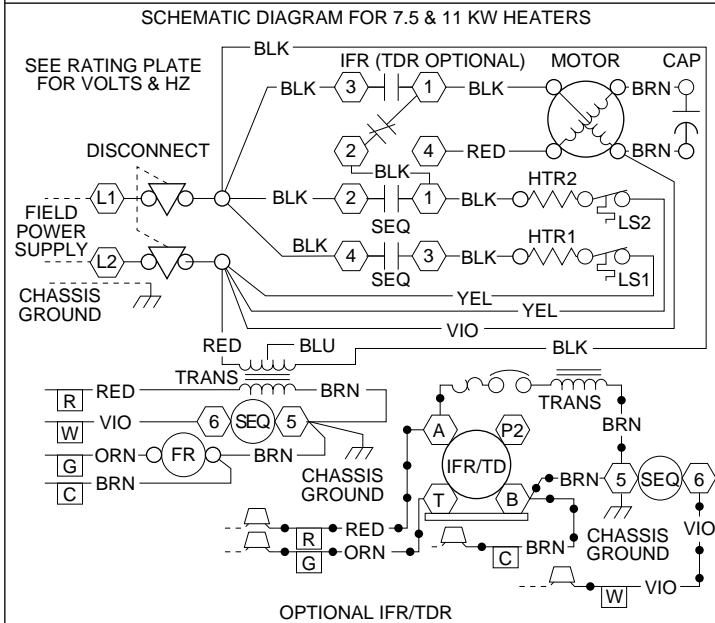 SCHEMATIC DIAGRAM FOR 7.5 & 11 KW HEATERS
BLK
SEE RATING PLATE
FOR VOLTS & HZ
IFR (TDR OPTIONAL)
MOTOR
CAP
BLK
3
1
BLK
BRN
2
4
RED
BRN
DISCONNECT
BLK
L1
BLK
2
1
BLK
HTR2
LS2
SEQ
FIELD
POWER
SUPPLY
L2
BLK
4
3
BLK
HTR1
LS1
SEQ
CHASSIS
GROUND
YEL
YEL
VIO
RED
BLU
BLK
TRANS
R
RED
BRN
W
VIO
6
SEQ
5
G
ORN
FR
BRN
C
BRN
CHASSIS
GROUND
TRANS
BRN
A
P2
IFR/TD
T
B
BRN
5
SEQ
6
CHASSIS
GROUND
VIO
R
RED
G
ORN
C
BRN
W
VIO
OPTIONAL IFR/TDR